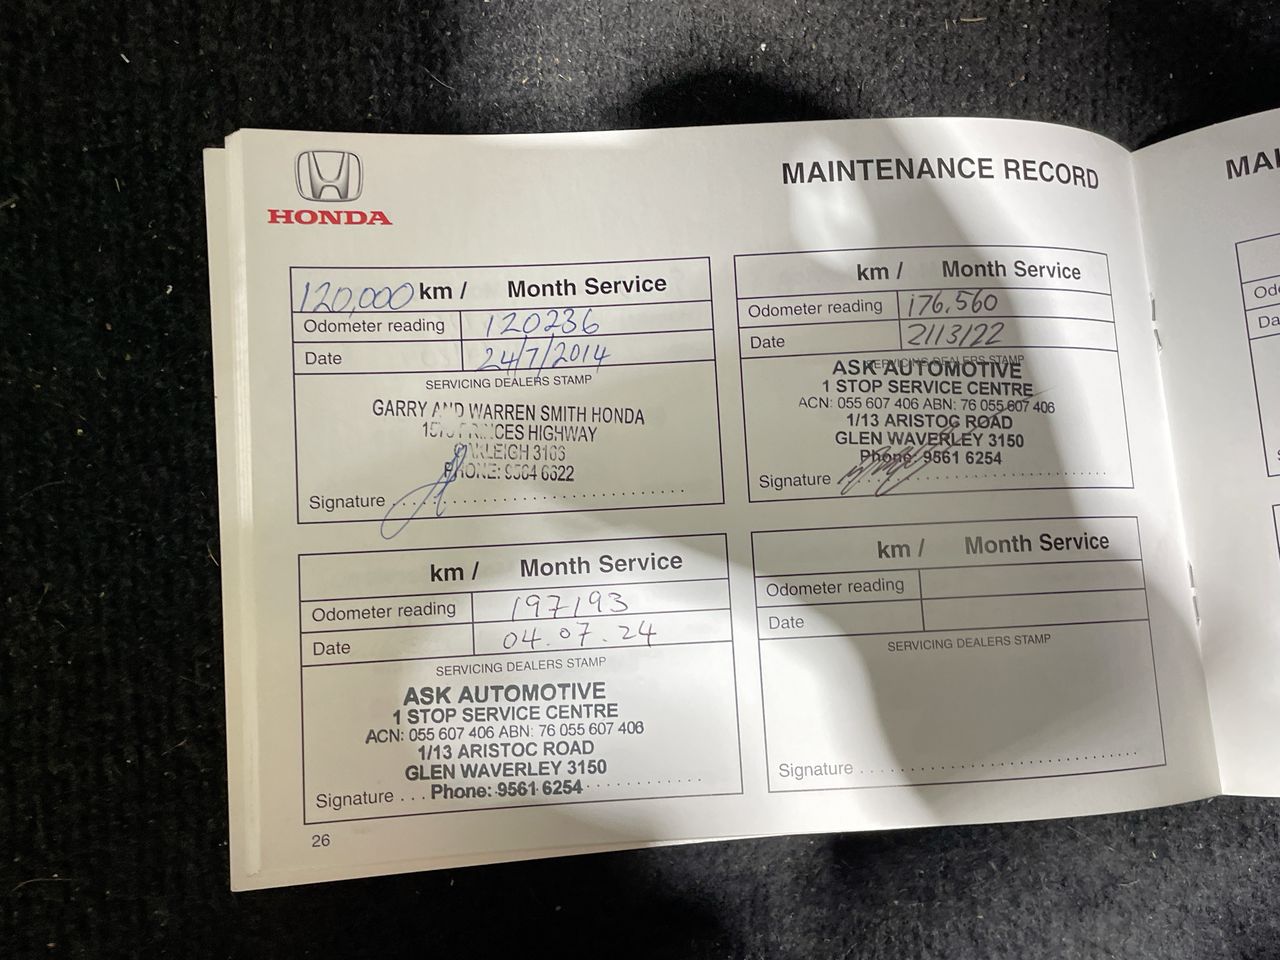 HONDA
MAINTENANCE RECORD
120,000 km / Month Service
Odometer reading 120236
Date 24/7/2014
SERVICING DEALERS STAMP
GARRY AND WARREN SMITH HONDA
PRINCES HIGHWAY
OAKLEIGH 3166
PHONE: 9564 6622
Signature
km / Month Service
Odometer reading 176,560
Date 21/3/22
SERVICING DEALERS STAMP
ASK AUTOMOTIVE
1 STOP SERVICE CENTRE
ACN: 055 607 406 ABN: 76 055 607 406
1/13 ARISTOC ROAD
GLEN WAVERLEY 3150
Phone: 9561 6254
Signature
km / Month Service
Odometer reading 197193
Date 04.07.24
SERVICING DEALERS STAMP
ASK AUTOMOTIVE
1 STOP SERVICE CENTRE
ACN: 055 607 406 ABN: 76 055 607 406
1/13 ARISTOC ROAD
GLEN WAVERLEY 3150
Signature Phone: 9561 6254
km / Month Service
Odometer reading
Date
SERVICING DEALERS STAMP
Signature
26
MAI
Od
Da
S